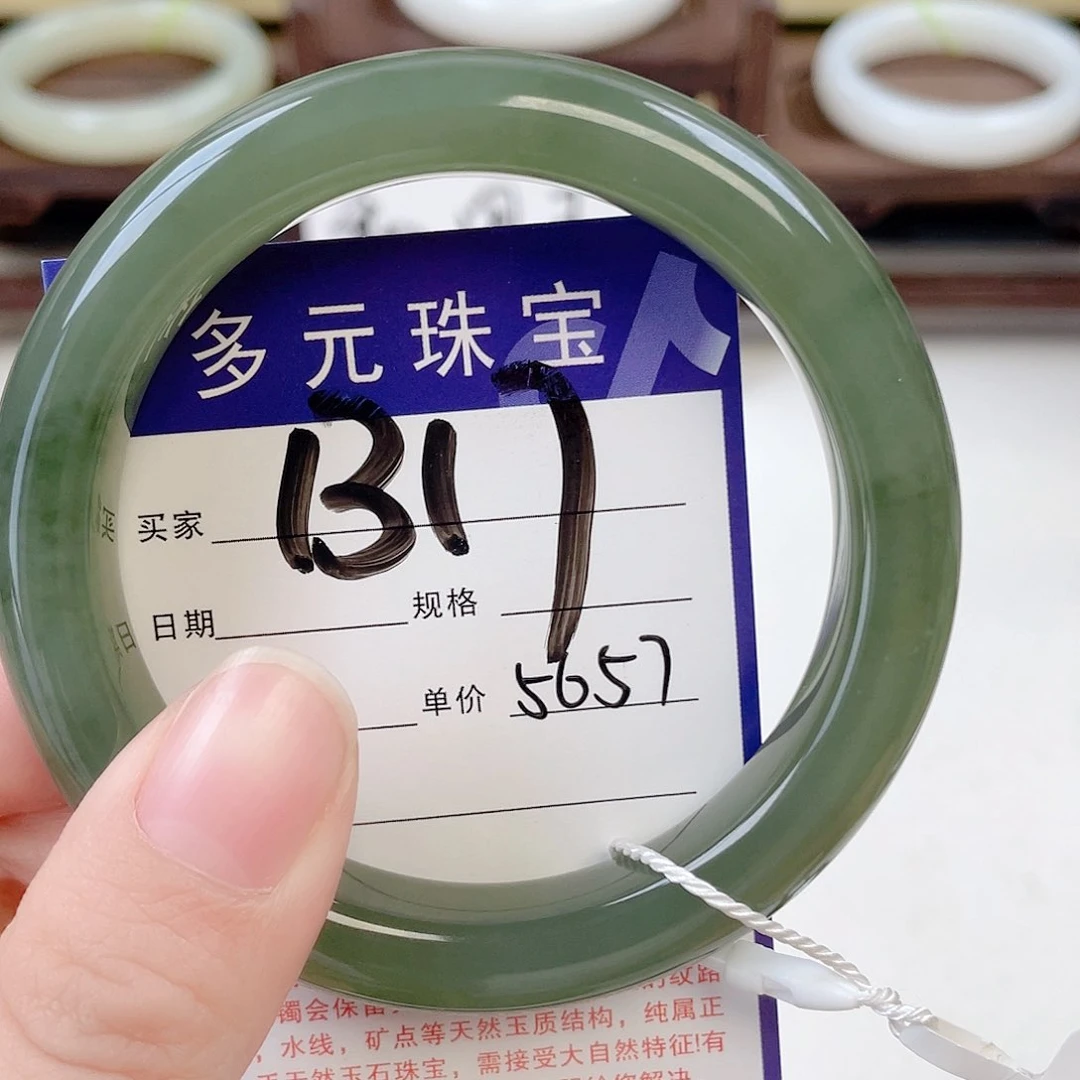 多元珠宝
B17
买家
日期 规格
单价 5657
的纹路
镯会保留
，水线，矿点等天然玉质结构，纯属正
天然玉石珠宝，需接受大自然特征!有